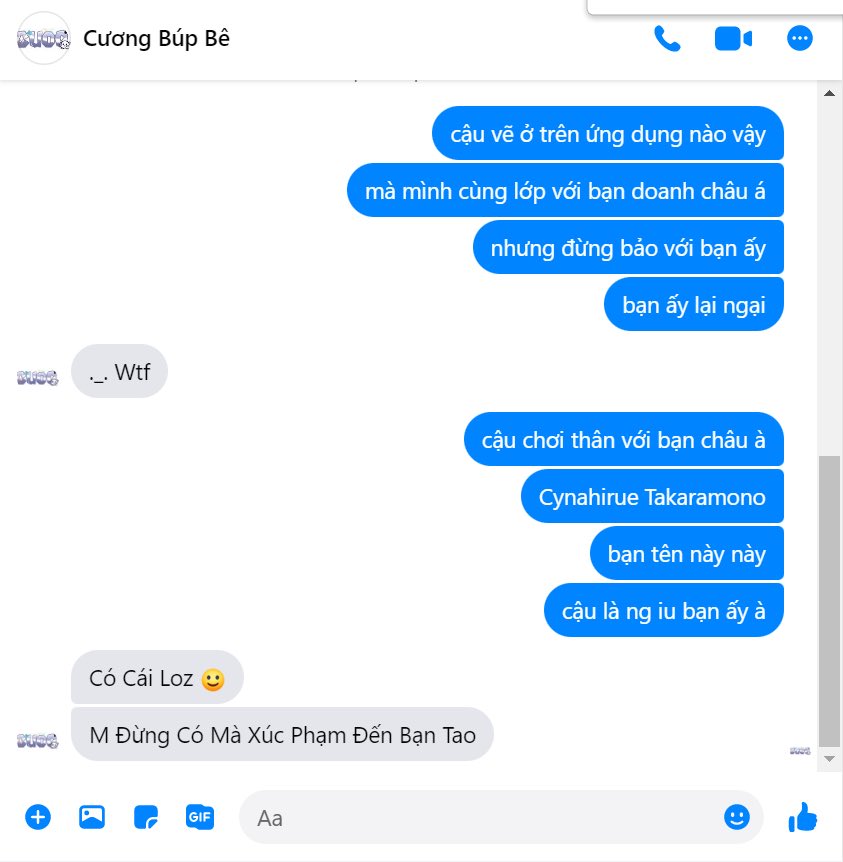 Cương Búp Bê
cậu vẽ ở trên ứng dụng nào vậy
mà mình cùng lớp với bạn doanh châu á
nhưng đừng bảo với bạn ấy
bạn ấy lại ngại
._. Wtf
cậu chơi thân với bạn châu à
Cynahirue Takaramono
bạn tên này này
cậu là ng iu bạn ấy à
Có Cái Loz 🙂
M Đừng Có Mà Xúc Phạm Đến Bạn Tao
GIF
Aa